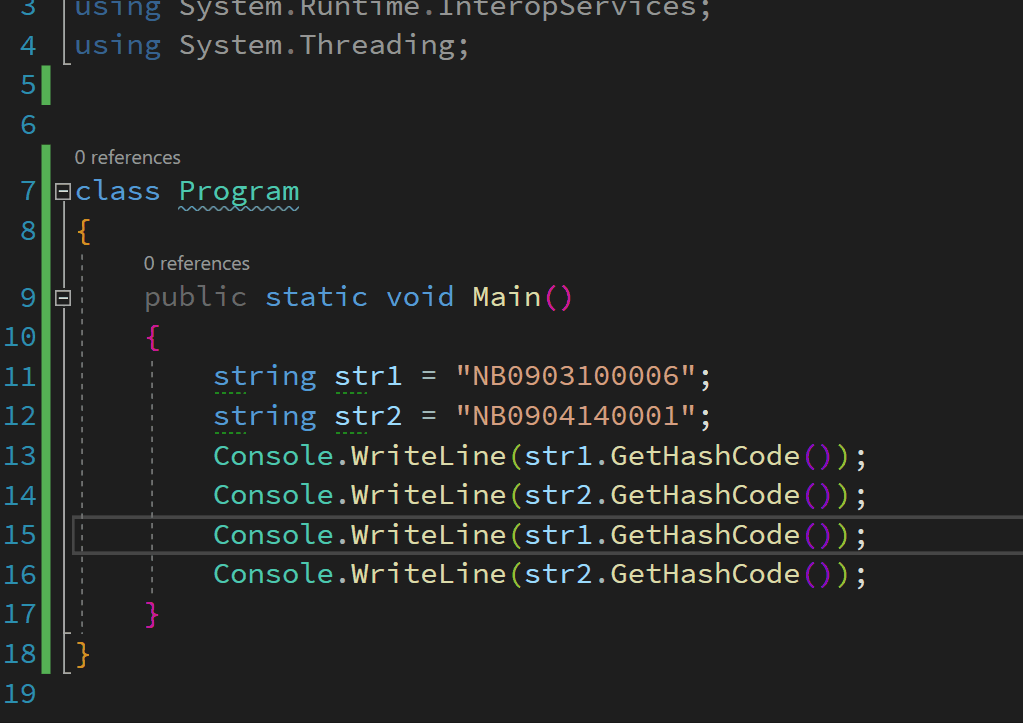 3 using System.Runtime.InteropServices;
4 using System.Threading;
5
6
0 references
7 class Program
8 {
0 references
9 public static void Main()
10 {
11 string str1 = "NB0903100006";
12 string str2 = "NB0904140001";
13 Console.WriteLine(str1.GetHashCode());
14 Console.WriteLine(str2.GetHashCode());
15 Console.WriteLine(str1.GetHashCode());
16 Console.WriteLine(str2.GetHashCode());
17 }
18 }
19